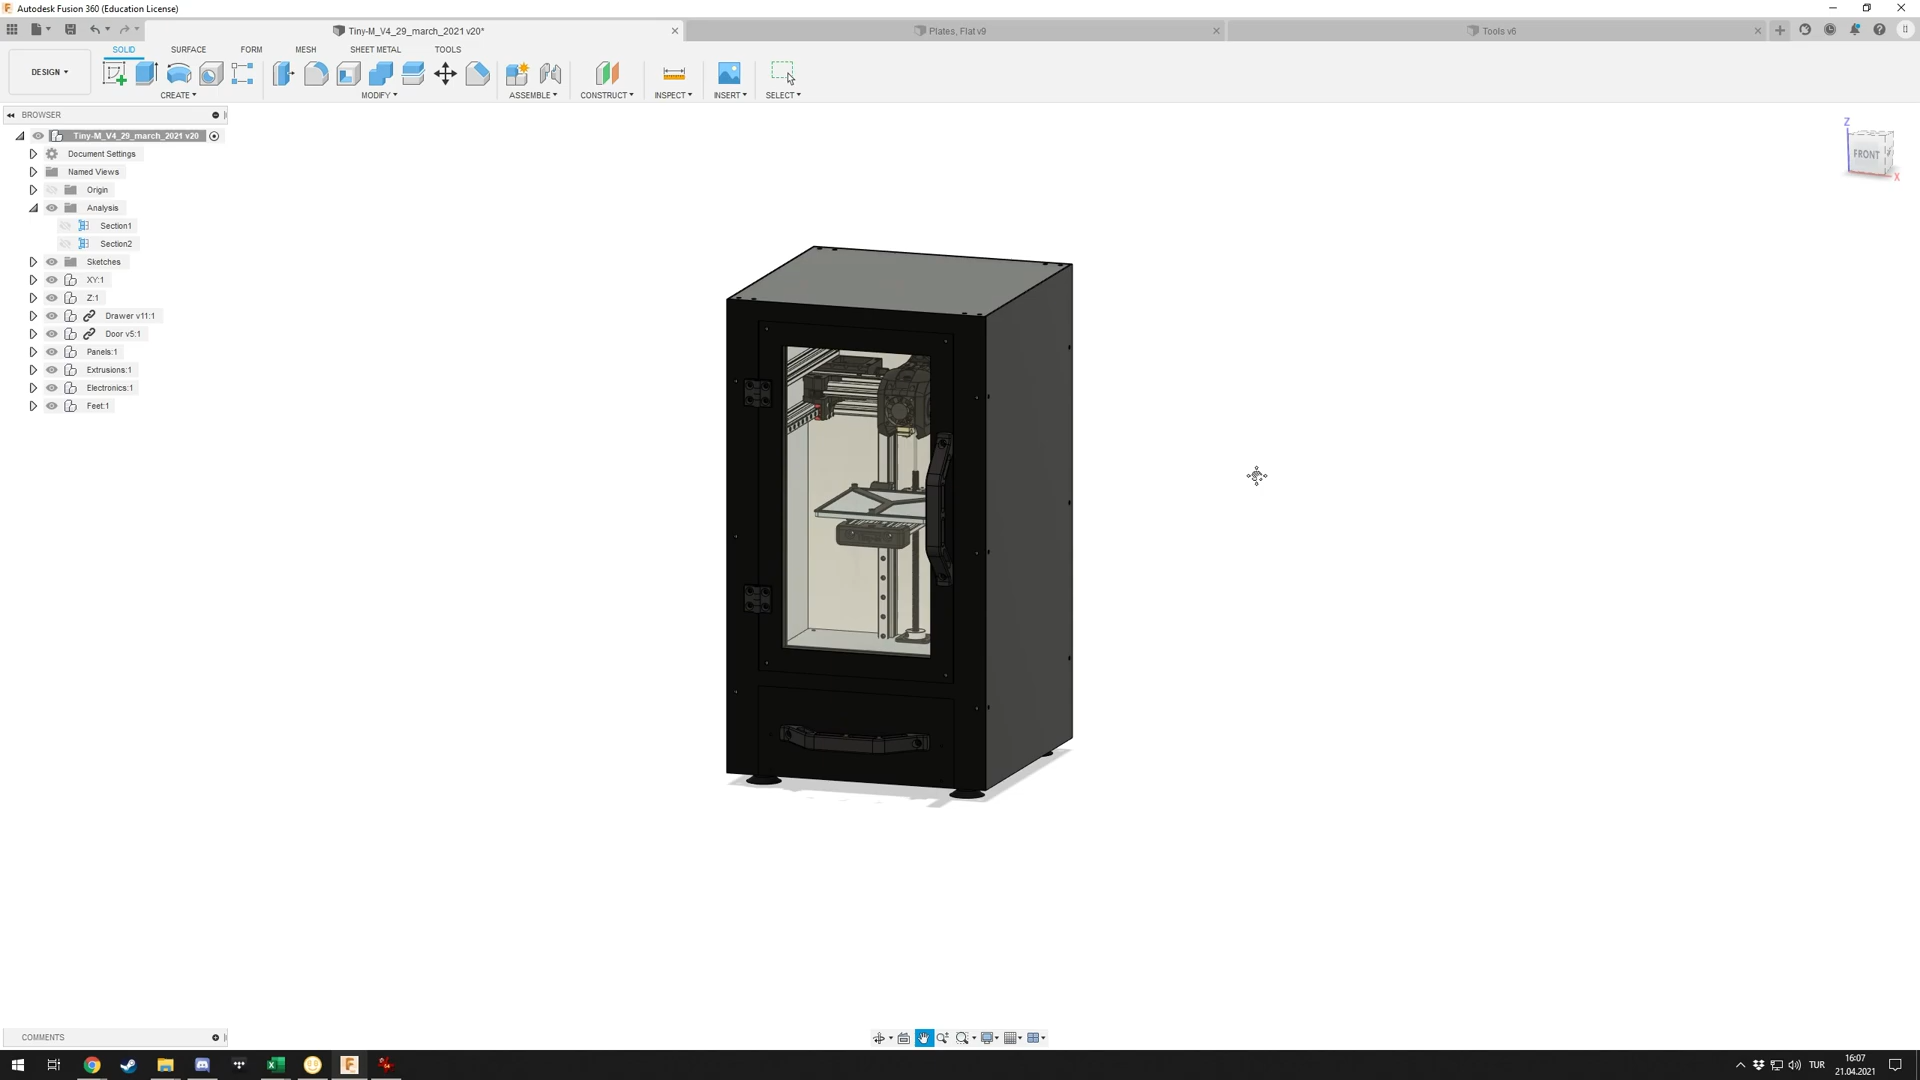 Autodesk Fusion 360 (Education License)
Tiny-M_V4_29_march_2021 v20*
Plates, Flat v9
Tools v6
SOLID
SURFACE
FORM
MESH
SHEET METAL
TOOLS
DESIGN
CREATE
MODIFY
ASSEMBLE
CONSTRUCT
INSPECT
INSERT
SELECT
BROWSER
Tiny-M_V4_29_march_2021 v20
Document Settings
Named Views
Origin
Analysis
Section1
Section2
Sketches
XY:1
Z:1
Drawer v11:1
Door v5:1
Panels:1
Extrusions:1
Electronics:1
Feet:1
Z
FRONT
X
COMMENTS
TUR
16:07
21.04.2021